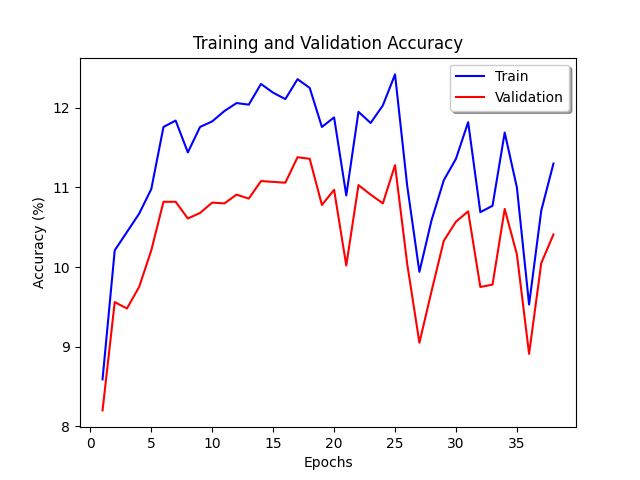 Training and Validation Accuracy
Train
Validation
12
11
10
9
8
Accuracy (%)
0 5 10 15 20 25 30 35
Epochs